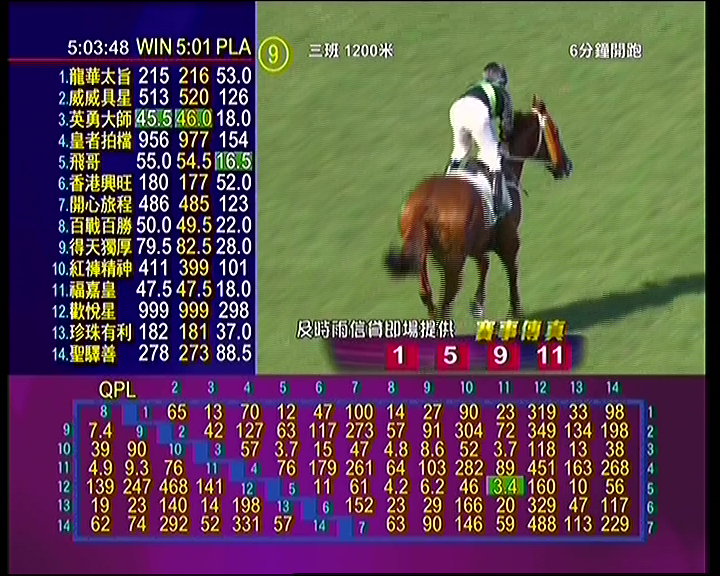 5:03:48 WIN 5:01 PLA
1.龍華太旨 215 216 53.0
2.威威具星 513 520 126
3.英勇大師 45.5 46.0 18.0
4.皇者拍檔 956 977 154
5.飛哥 55.0 54.5 16.5
6.香港興旺 180 177 52.0
7.開心旅程 486 485 123
8.百戰百勝 50.0 49.5 22.0
9.得天獨厚 79.5 82.5 28.0
10.紅褲精神 411 399 101
11.福嘉皇 47.5 47.5 18.0
12.歡悅星 999 999 298
13.珍珠有利 182 181 37.0
14.聖驛善 278 273 88.5
9 三班 1200米 6分鐘開跑
及時雨信貸即場提供 賽事傳真
1 5 9 11
QPL 2 3 4 5 6 7 8 9 10 11 12 13 14
8 1 65 13 70 12 47 100 14 27 90 23 319 33 98 1
9 7.4 9 2 42 127 63 117 273 57 91 304 72 349 134 198 2
10 39 90 10 3 57 3.7 15 47 4.8 8.6 52 3.7 118 13 38 3
11 4.9 9.3 76 11 4 76 179 261 64 103 282 89 451 163 268 4
12 139 247 468 141 12 5 11 61 4.2 6.2 46 3.4 160 10 56 5
13 19 23 140 14 198 13 6 152 23 29 166 20 329 47 117 6
14 62 74 292 52 331 57 14 7 63 90 146 59 488 113 229 7